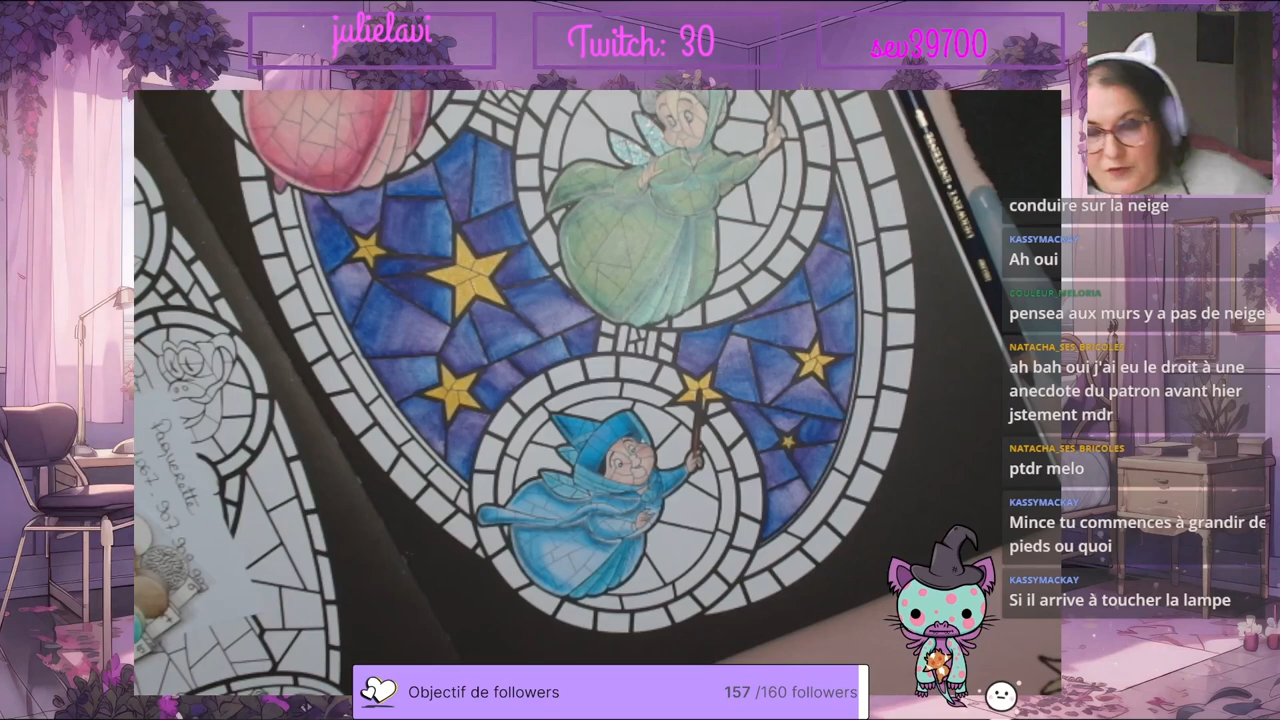 julielavi
Twitch: 30
sev39700
conduire sur la neige
KASSYMACKAY
Ah oui
pensea aux murs y a pas de neige
NATACHA_SES_BRICOLES
ah bah oui j'ai eu le droit à une
anecdote du patron avant hier
jstement mdr
NATACHA_SES_BRICOLES
ptdr melo
KASSYMACKAY
Mince tu commences à grandir de
pieds ou quoi
KASSYMACKAY
Si il arrive à toucher la lampe
Paquerette
DERWENT
Objectif de followers
157 /160 followers